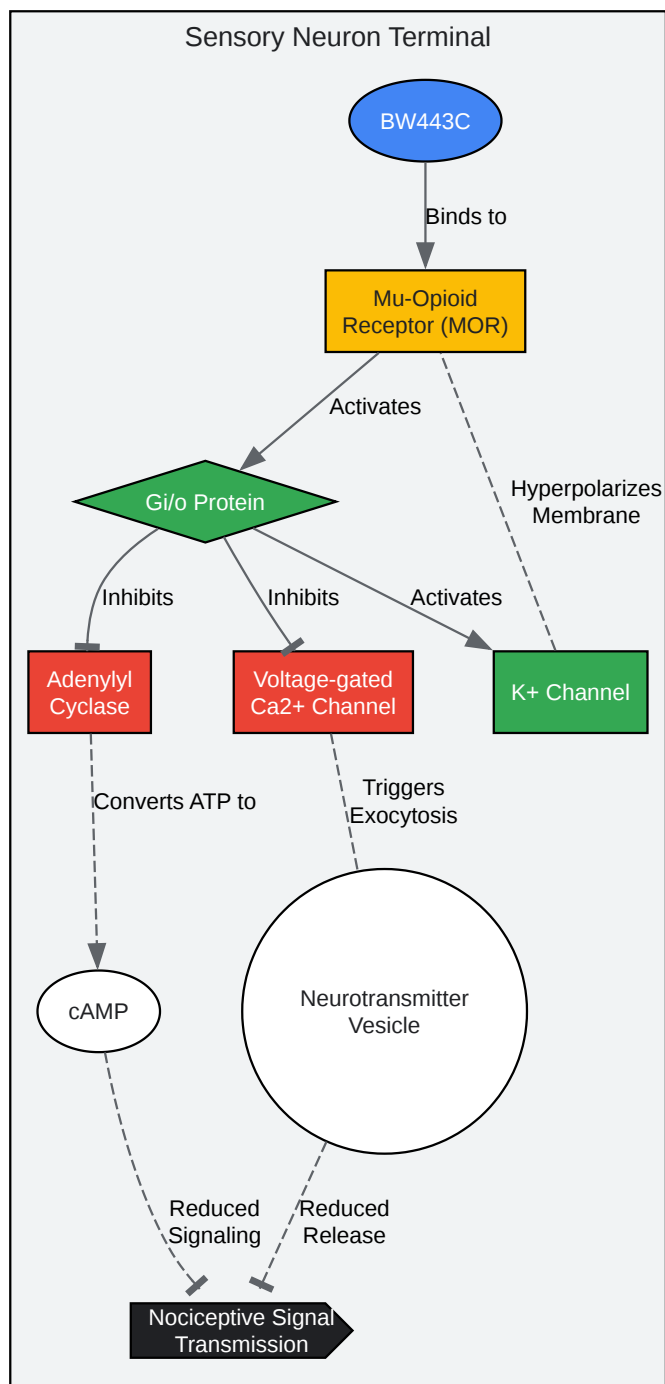 Sensory Neuron Terminal
BW443C
Binds to
Mu-Opioid
Receptor (MOR)
Activates
Gi/o Protein
Hyperpolarizes
Membrane
Inhibits
Inhibits
Activates
Adenylyl
Cyclase
Voltage-gated
Ca2+ Channel
K+ Channel
Converts ATP to
Triggers
Exocytosis
cAMP
Neurotransmitter
Vesicle
Reduced
Signaling
Reduced
Release
Nociceptive Signal
Transmission